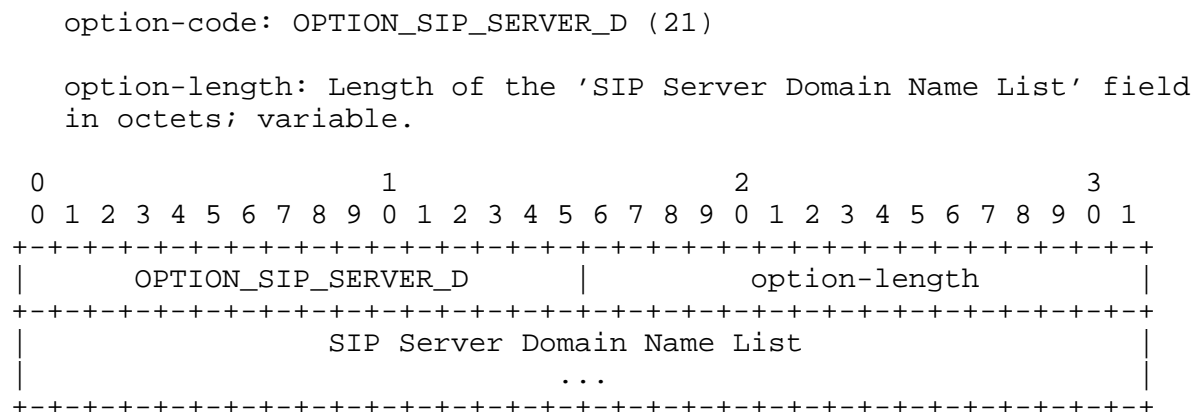 option-code: OPTION_SIP_SERVER_D (21)
option-length: Length of the ’SIP Server Domain Name List’ field
in octets; variable.
 0                   1                   2                   3
 0 1 2 3 4 5 6 7 8 9 0 1 2 3 4 5 6 7 8 9 0 1 2 3 4 5 6 7 8 9 0 1
+-+-+-+-+-+-+-+-+-+-+-+-+-+-+-+-+-+-+-+-+-+-+-+-+-+-+-+-+-+-+-+-+
|      OPTION_SIP_SERVER_D      |         option-length         |
+-+-+-+-+-+-+-+-+-+-+-+-+-+-+-+-+-+-+-+-+-+-+-+-+-+-+-+-+-+-+-+-+
|                 SIP Server Domain Name List                   |
|                              ...                              |
+-+-+-+-+-+-+-+-+-+-+-+-+-+-+-+-+-+-+-+-+-+-+-+-+-+-+-+-+-+-+-+-+